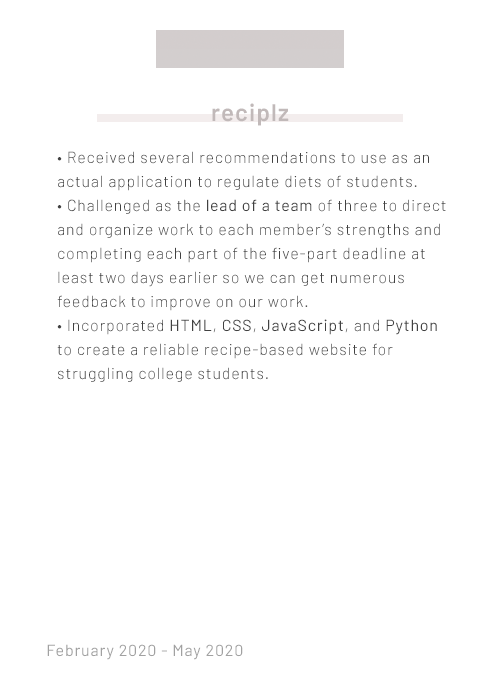 reciplz
• Received several recommendations to use as an
actual application to regulate diets of students.
• Challenged as the lead of a team of three to direct
and organize work to each member's strengths and
completing each part of the five-part deadline at
least two days earlier so we can get numerous
feedback to improve on our work.
• Incorporated HTML, CSS, JavaScript, and Python
to create a reliable recipe-based website for
struggling college students.
February 2020 - May 2020